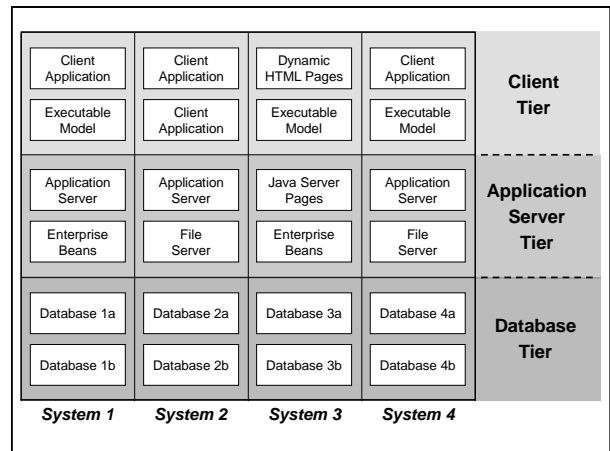 Client
Application
Client
Application
Dynamic
HTML Pages
Client
Application
Executable
Model
Client
Application
Executable
Model
Executable
Model
Client
Tier
Application
Server
Application
Server
Java Server
Pages
Application
Server
Enterprise
Beans
File
Server
Enterprise
Beans
File
Server
Application
Server
Tier
Database 1a
Database 2a
Database 3a
Database 4a
Database 1b
Database 2b
Database 3b
Database 4b
Database
Tier
System 1
System 2
System 3
System 4